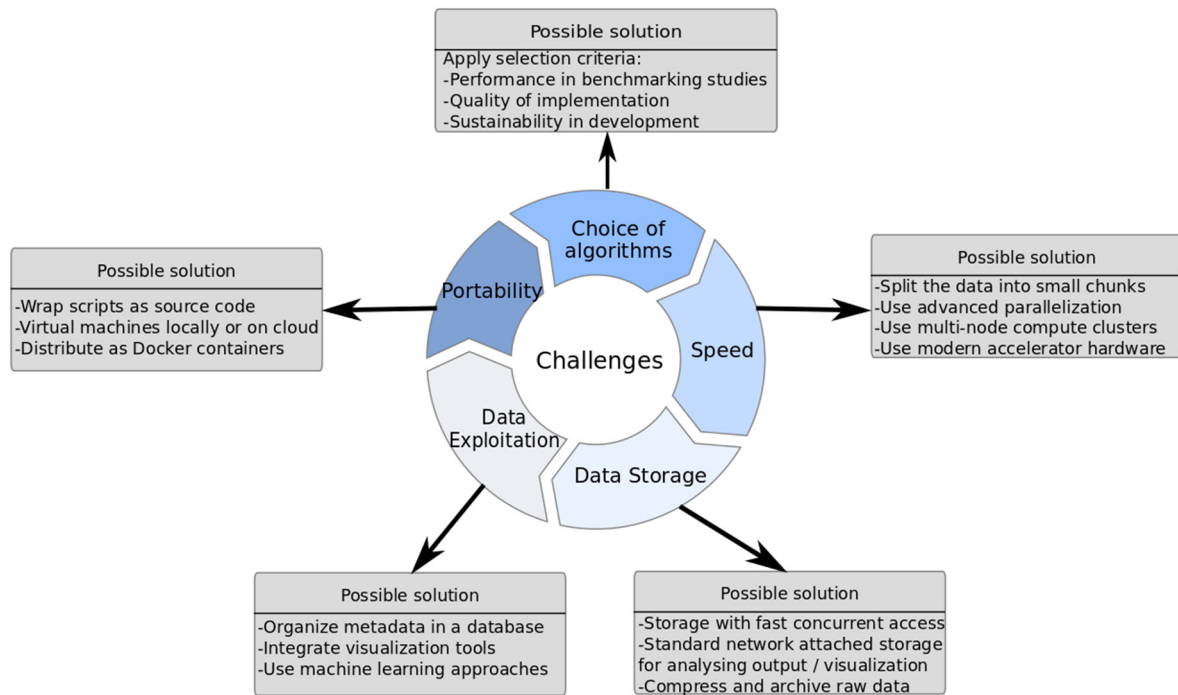 Possible solution
Apply selection criteria:
-Performance in benchmarking studies
-Quality of implementation
-Sustainability in development
Choice of
algorithms
Possible solution
-Wrap scripts as source code
-Virtual machines locally or on cloud
-Distribute as Docker containers
Portability
Possible solution
-Split the data into small chunks
-Use advanced parallelization
-Use multi-node compute clusters
-Use modern accelerator hardware
Speed
Challenges
Data
Exploitation
Data Storage
Possible solution
-Organize metadata in a database
-Integrate visualization tools
-Use machine learning approaches
Possible solution
-Storage with fast concurrent access
-Standard network attached storage
for analysing output / visualization
-Compress and archive raw data